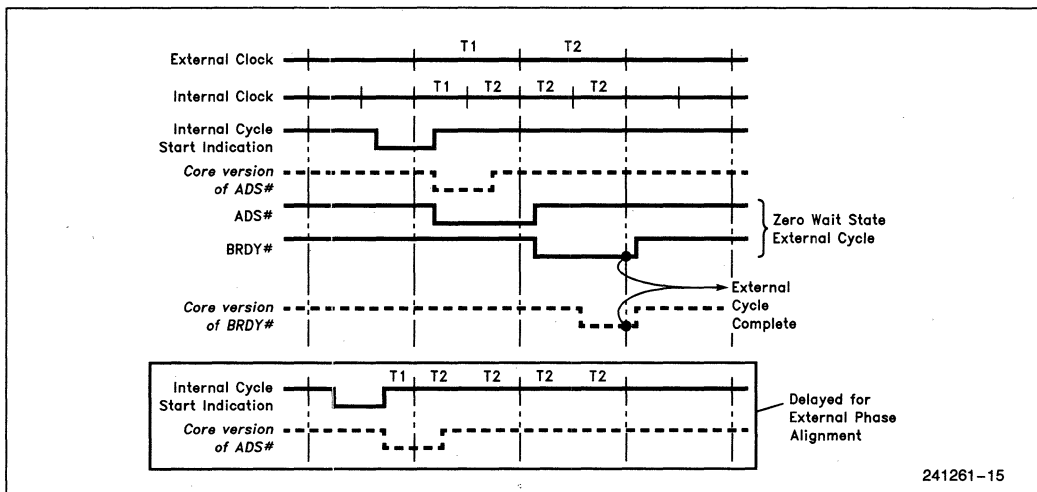 T1 T2
External Clock
T1 T2 T2 T2
Internal Clock
Internal Cycle
Start Indication
Core version
of ADS#
ADS#
BRDY#
Zero Wait State
External Cycle
External
Cycle
Complete
Core version
of BRDY#
T1 T2 T2 T2 T2
Internal Cycle
Start Indication
Core version
of ADS#
Delayed for
External Phase
Alignment
241261-15